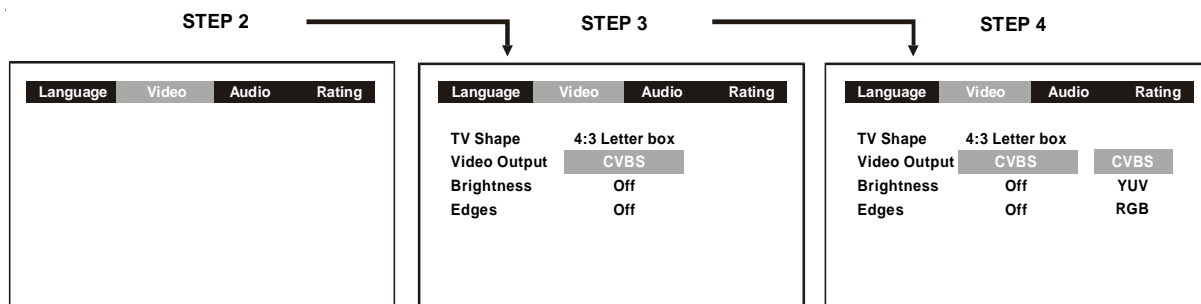 STEP 2
STEP 3
STEP 4
Language Video Audio Rating
Language Video Audio Rating
TV Shape 4:3 Letter box
Video Output CVBS
Brightness Off
Edges Off
Language Video Audio Rating
TV Shape 4:3 Letter box
Video Output CVBS CVBS
Brightness Off YUV
Edges Off RGB